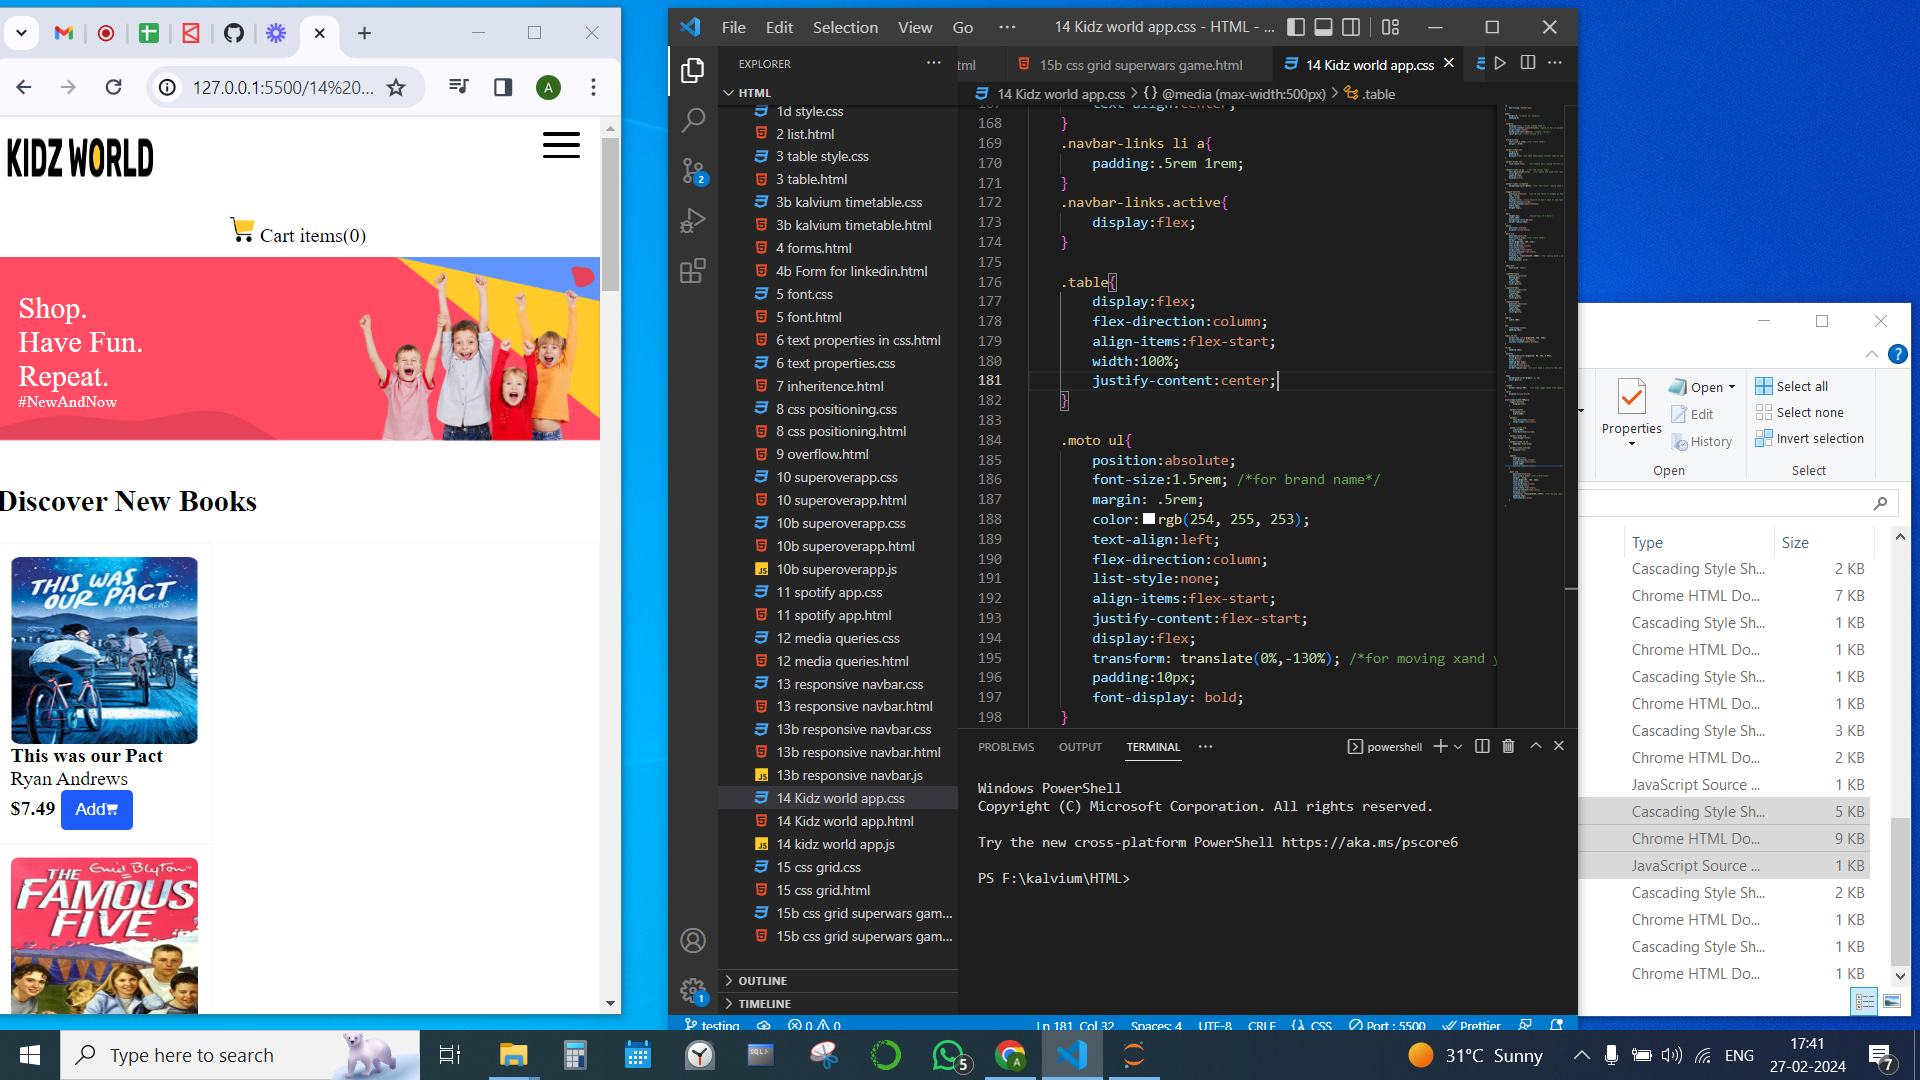 127.0.0.1:5500/14%20...
A
KIDZ WORLD
Cart items(0)
Shop.
Have Fun.
Repeat.
#NewAndNow
Discover New Books
THIS WAS
OUR PACT
RYAN ANDREWS
This was our Pact
Ryan Andrews
$7.49
Add
Enid Blyton
THE
FAMOUS
FIVE
File
Edit
Selection
View
Go
14 Kidz world app.css - HTML - ...
EXPLORER
HTML
1d style.css
2 list.html
3 table style.css
3 table.html
3b kalvium timetable.css
3b kalvium timetable.html
4 forms.html
4b Form for linkedin.html
5 font.css
5 font.html
6 text properties in css.html
6 text properties.css
7 inheritence.html
8 css positioning.css
8 css positioning.html
9 overflow.html
10 superoverapp.css
10 superoverapp.html
10b superoverapp.css
10b superoverapp.html
10b superoverapp.js
11 spotify app.css
11 spotify app.html
12 media queries.css
12 media queries.html
13 responsive navbar.css
13 responsive navbar.html
13b responsive navbar.css
13b responsive navbar.html
13b responsive navbar.js
14 Kidz world app.css
14 Kidz world app.html
14 kidz world app.js
15 css grid.css
15 css grid.html
15b css grid superwars gam...
15b css grid superwars gam...
OUTLINE
TIMELINE
2
1
tml
15b css grid superwars game.html
14 Kidz world app.css
14 Kidz world app.css > {} @media (max-width:500px) > .table
167 text-align:center;
168 }
169 .navbar-links li a{
170 padding:.5rem 1rem;
171 }
172 .navbar-links.active{
173 display:flex;
174 }
175
176 .table{
177 display:flex;
178 flex-direction:column;
179 align-items:flex-start;
180 width:100%;
181 justify-content:center;
182 }
183
184 .moto ul{
185 position:absolute;
186 font-size:1.5rem; /*for brand name*/
187 margin: .5rem;
188 color:rgb(254, 255, 253);
189 text-align:left;
190 flex-direction:column;
191 list-style:none;
192 align-items:flex-start;
193 justify-content:flex-start;
194 display:flex;
195 transform: translate(0%,-130%); /*for moving xand y
196 padding:10px;
197 font-display: bold;
198 }
PROBLEMS
OUTPUT
TERMINAL
powershell
Windows PowerShell
Copyright (C) Microsoft Corporation. All rights reserved.
Try the new cross-platform PowerShell https://aka.ms/pscore6
PS F:\kalvium\HTML>
testing
0
0
Ln 181, Col 32
Spaces: 4
UTF-8
CRLF
{} CSS
Port : 5500
Prettier
Properties
Open
Edit
History
Open
Select all
Select none
Invert selection
Select
Type
Size
Cascading Style Sh... 2 KB
Chrome HTML Do... 7 KB
Cascading Style Sh... 1 KB
Chrome HTML Do... 1 KB
Cascading Style Sh... 1 KB
Chrome HTML Do... 1 KB
Cascading Style Sh... 3 KB
Chrome HTML Do... 2 KB
JavaScript Source ... 1 KB
Cascading Style Sh... 5 KB
Chrome HTML Do... 9 KB
JavaScript Source ... 1 KB
Cascading Style Sh... 2 KB
Chrome HTML Do... 1 KB
Cascading Style Sh... 1 KB
Chrome HTML Do... 1 KB
Type here to search
SQL>
5
A
31°C Sunny
ENG
17:41
27-02-2024
7